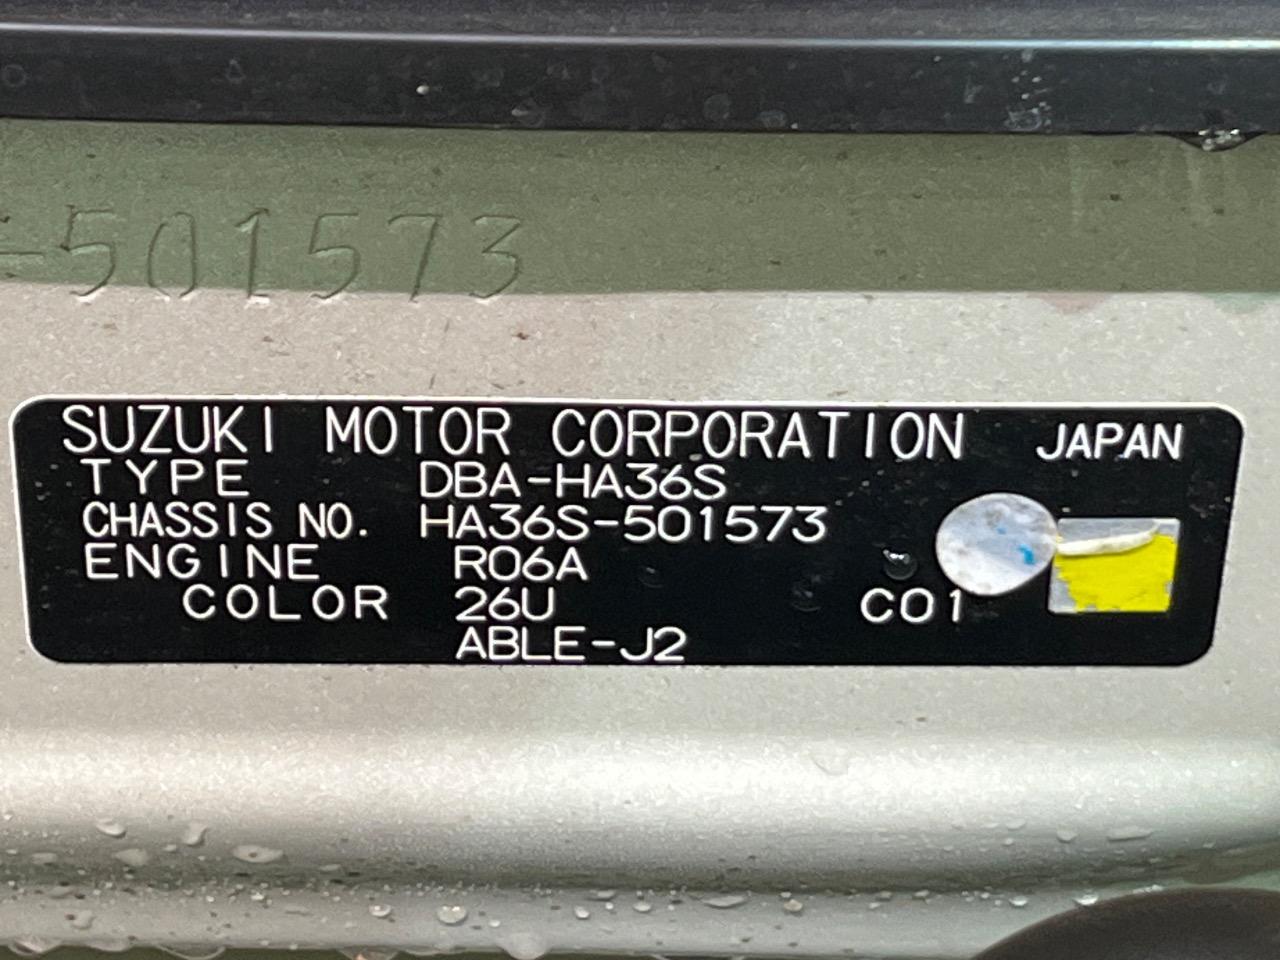 -501573
SUZUKI MOTOR CORPORATION JAPAN
TYPE DBA-HA36S
CHASSIS NO. HA36S-501573
ENGINE R06A
COLOR 26U C01
ABLE-J2